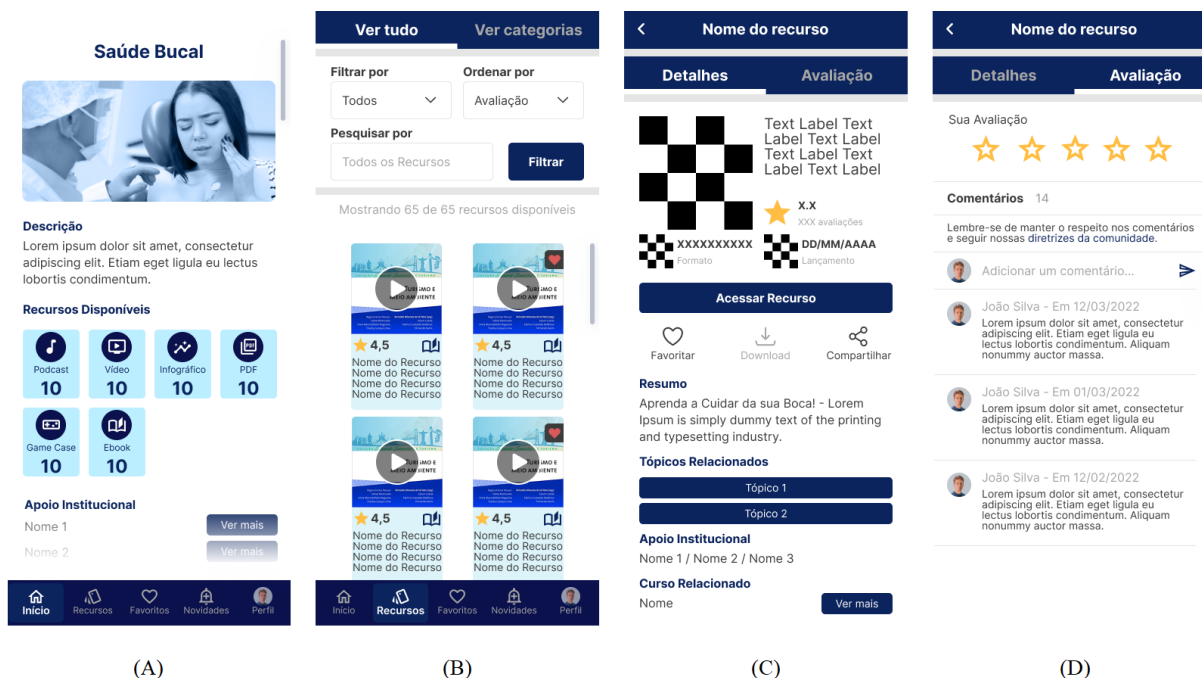 Saúde Bucal
Descrição
Lorem ipsum dolor sit amet, consectetur
adipiscing elit. Etiam eget ligula eu lectus
lobortis condimentum.
Recursos Disponíveis
Podcast
10
Vídeo
10
Infográfico
10
PDF
10
Game Case
10
Ebook
10
Apoio Institucional
Nome 1
Ver mais
Nome 2
Ver mais
Início
Recursos
Favoritos
Novidades
Perfil
(A)
Ver tudo
Ver categorias
Filtrar por
Ordenar por
Todos
Avaliação
Pesquisar por
Todos os Recursos
Filtrar
Mostrando 65 de 65 recursos disponíveis
TURISMO E
MEIO AMBIENTE
4,5
Nome do Recurso
Nome do Recurso
Nome do Recurso
Nome do Recurso
TURISMO E
MEIO AMBIENTE
4,5
Nome do Recurso
Nome do Recurso
Nome do Recurso
Nome do Recurso
TURISMO E
MEIO AMBIENTE
4,5
Nome do Recurso
Nome do Recurso
Nome do Recurso
Nome do Recurso
TURISMO E
MEIO AMBIENTE
4,5
Nome do Recurso
Nome do Recurso
Nome do Recurso
Nome do Recurso
Início
Recursos
Favoritos
Novidades
Perfil
(B)
Nome do recurso
Detalhes
Avaliação
Text Label Text
Label Text Label
Text Label Text
Label Text Label
X.X
XXX avaliações
XXXXXXXXXX
Formato
DD/MM/AAAA
Lançamento
Acessar Recurso
Favoritar
Download
Compartilhar
Resumo
Aprenda a Cuidar da sua Boca! - Lorem
Ipsum is simply dummy text of the printing
and typesetting industry.
Tópicos Relacionados
Tópico 1
Tópico 2
Apoio Institucional
Nome 1 / Nome 2 / Nome 3
Curso Relacionado
Nome
Ver mais
(C)
Nome do recurso
Detalhes
Avaliação
Sua Avaliação
Comentários 14
Lembre-se de manter o respeito nos comentários
e seguir nossas diretrizes da comunidade.
Adicionar um comentário...
João Silva - Em 12/03/2022
Lorem ipsum dolor sit amet, consectetur
adipiscing elit. Etiam eget ligula eu
lectus lobortis condimentum. Aliquam
nonummy auctor massa.
João Silva - Em 01/03/2022
Lorem ipsum dolor sit amet, consectetur
adipiscing elit. Etiam eget ligula eu
lectus lobortis condimentum. Aliquam
nonummy auctor massa.
João Silva - Em 12/02/2022
Lorem ipsum dolor sit amet, consectetur
adipiscing elit. Etiam eget ligula eu
lectus lobortis condimentum. Aliquam
nonummy auctor massa.
(D)